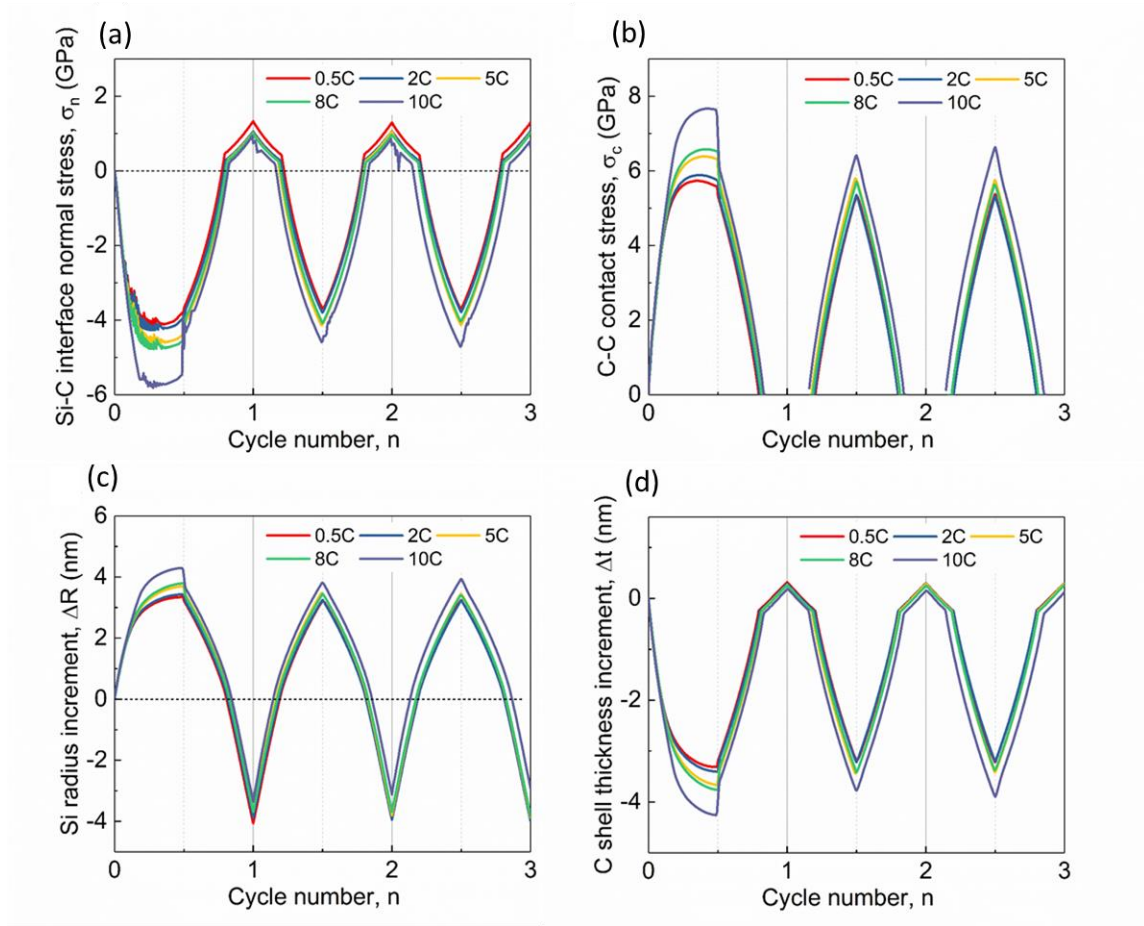 (a)
Si-C interface normal stress, σn (GPa)
0.5C 2C 5C
8C 10C
2
0
-2
-4
-6
0 1 2 3
Cycle number, n
(b)
C-C contact stress, σc (GPa)
0.5C 2C 5C
8C 10C
8
6
4
2
0
0 1 2 3
Cycle number, n
(c)
Si radius increment, ΔR (nm)
0.5C 2C 5C
8C 10C
6
4
2
0
-2
-4
0 1 2 3
Cycle number, n
(d)
C shell thickness increment, Δt (nm)
0.5C 2C 5C
8C 10C
0
-2
-4
0 1 2 3
Cycle number, n